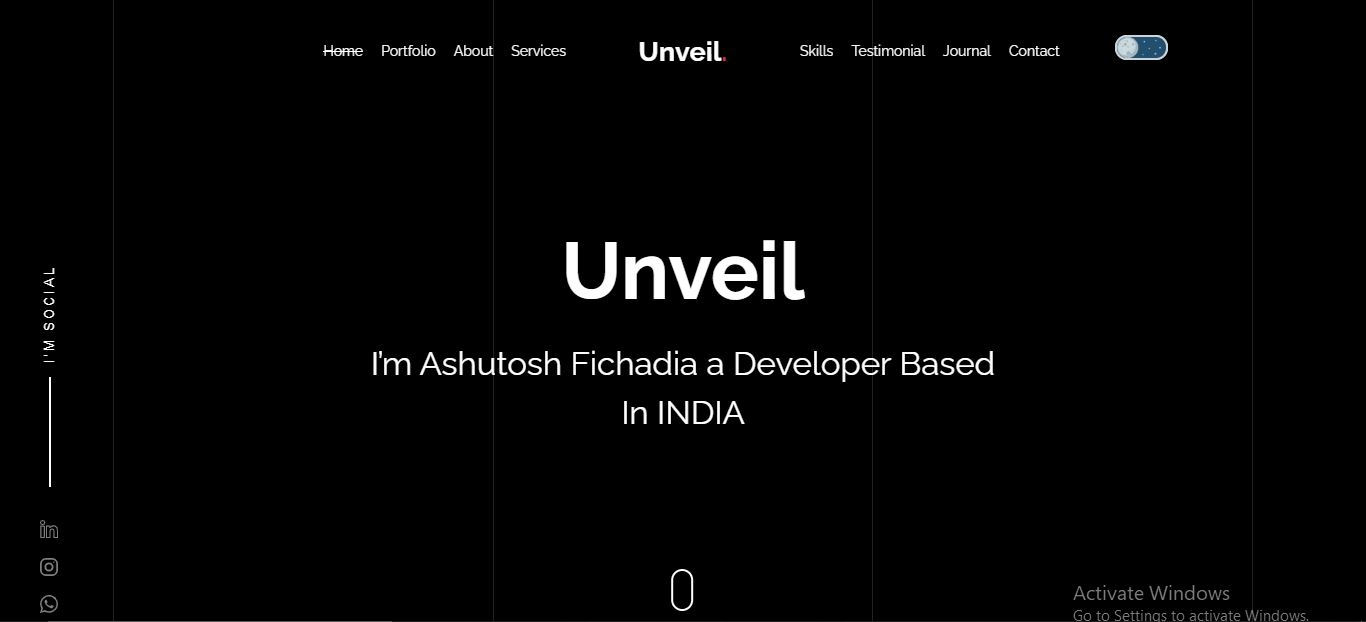 Home Portfolio About Services Unveil. Skills Testimonial Journal Contact
Unveil
I'm Ashutosh Fichadia a Developer Based
In INDIA
I'M SOCIAL
in
Activate Windows
Go to Settings to activate Windows.